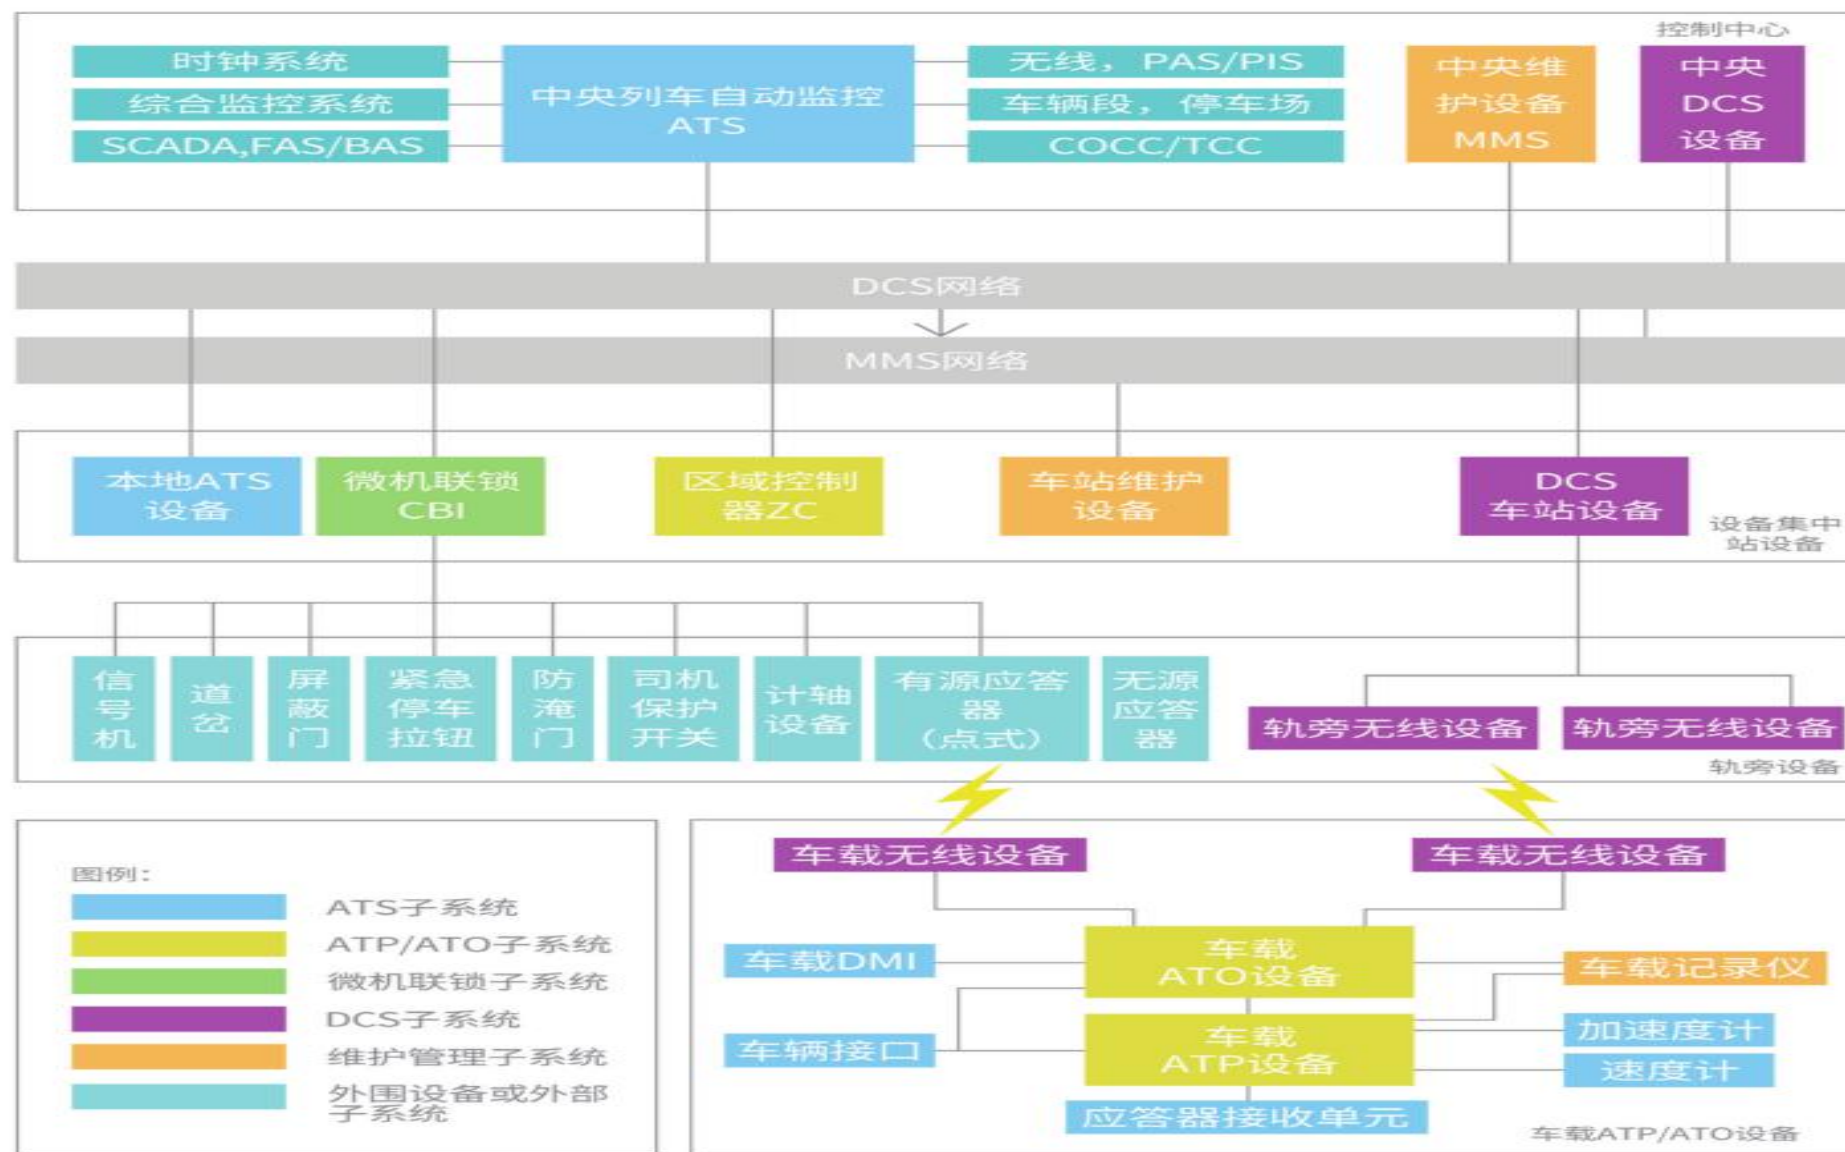 控制中心
时钟系统
综合监控系统
SCADA,FAS/BAS
中央列车自动监控
ATS
无线，PAS/PIS
车辆段，停车场
COCC/TCC
中央维
护设备
MMS
中央
DCS
设备
DCS网络
MMS网络
本地ATS
设备
微机联锁
CBI
区域控制
器ZC
车站维护
设备
DCS
车站设备
设备集中
站设备
信
号
机
道
岔
屏
蔽
门
紧急
停车
拉钮
防
淹
门
司机
保护
开关
计轴
设备
有源应答
器
（点式）
无源
应答
器
轨旁无线设备
轨旁无线设备
轨旁设备
图例：
ATS子系统
ATP/ATO子系统
微机联锁子系统
DCS子系统
维护管理子系统
外围设备或外部
子系统
车载无线设备
车载无线设备
车载DMI
车载
ATO设备
车载记录仪
车辆接口
车载
ATP设备
加速度计
速度计
应答器接收单元
车载ATP/ATO设备